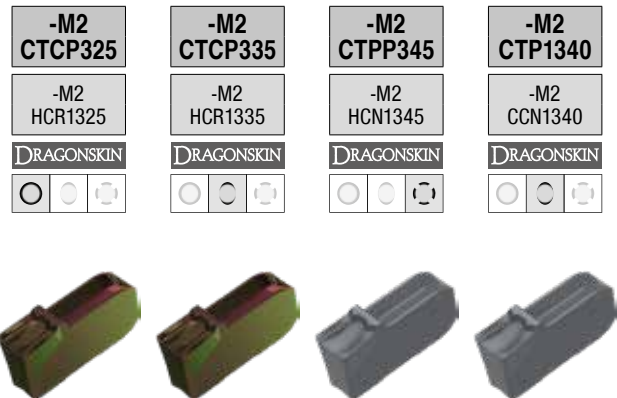 -M2
CTCP325
-M2
CTCP335
-M2
CTPP345
-M2
CTP1340
-M2
HCR1325
-M2
HCR1335
-M2
HCN1345
-M2
CCN1340
DRAGONSKIN
DRAGONSKIN
DRAGONSKIN
DRAGONSKIN